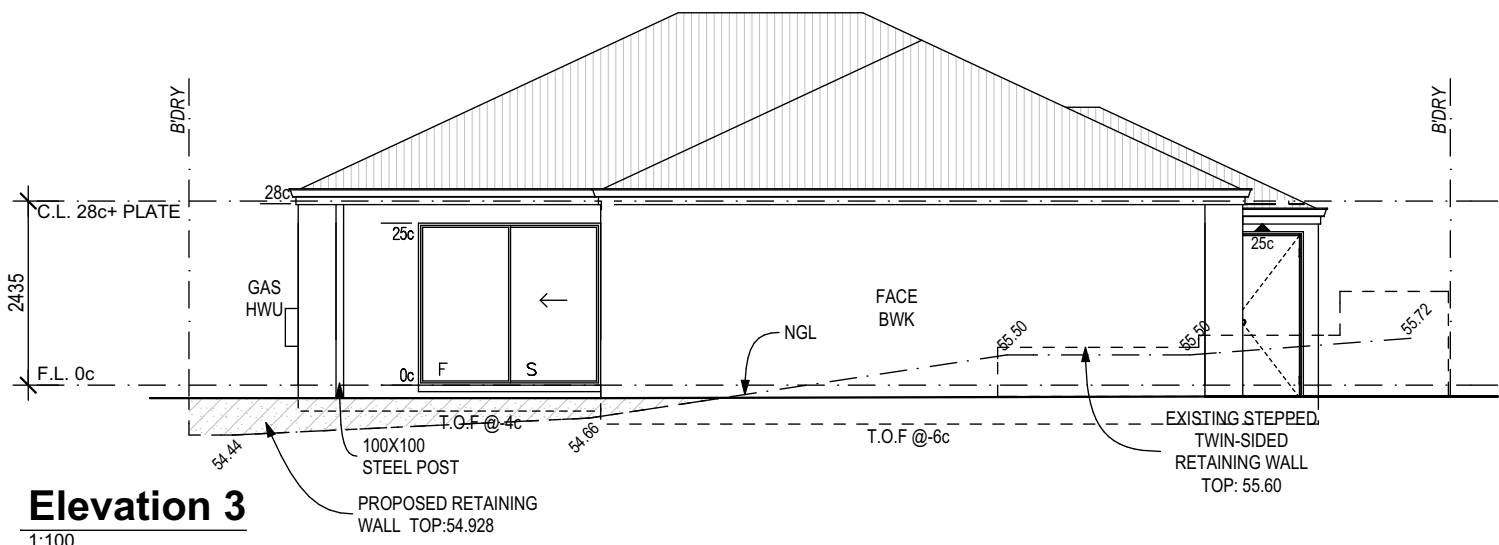 B'DRY
B'DRY
28c
C.L. 28c+ PLATE
25c
25c
2435
GAS
HWU
FACE
BWK
55.72
NGL
55.50
55.50
F.L. 0c
0c
F
S
T.O.F @-4c
54.66
54.44
T.O.F @-6c
100X100
STEEL POST
EXISTING STEPPED
TWIN-SIDED
RETAINING WALL
TOP: 55.60
PROPOSED RETAINING
WALL TOP:54.928
Elevation 3
1:100